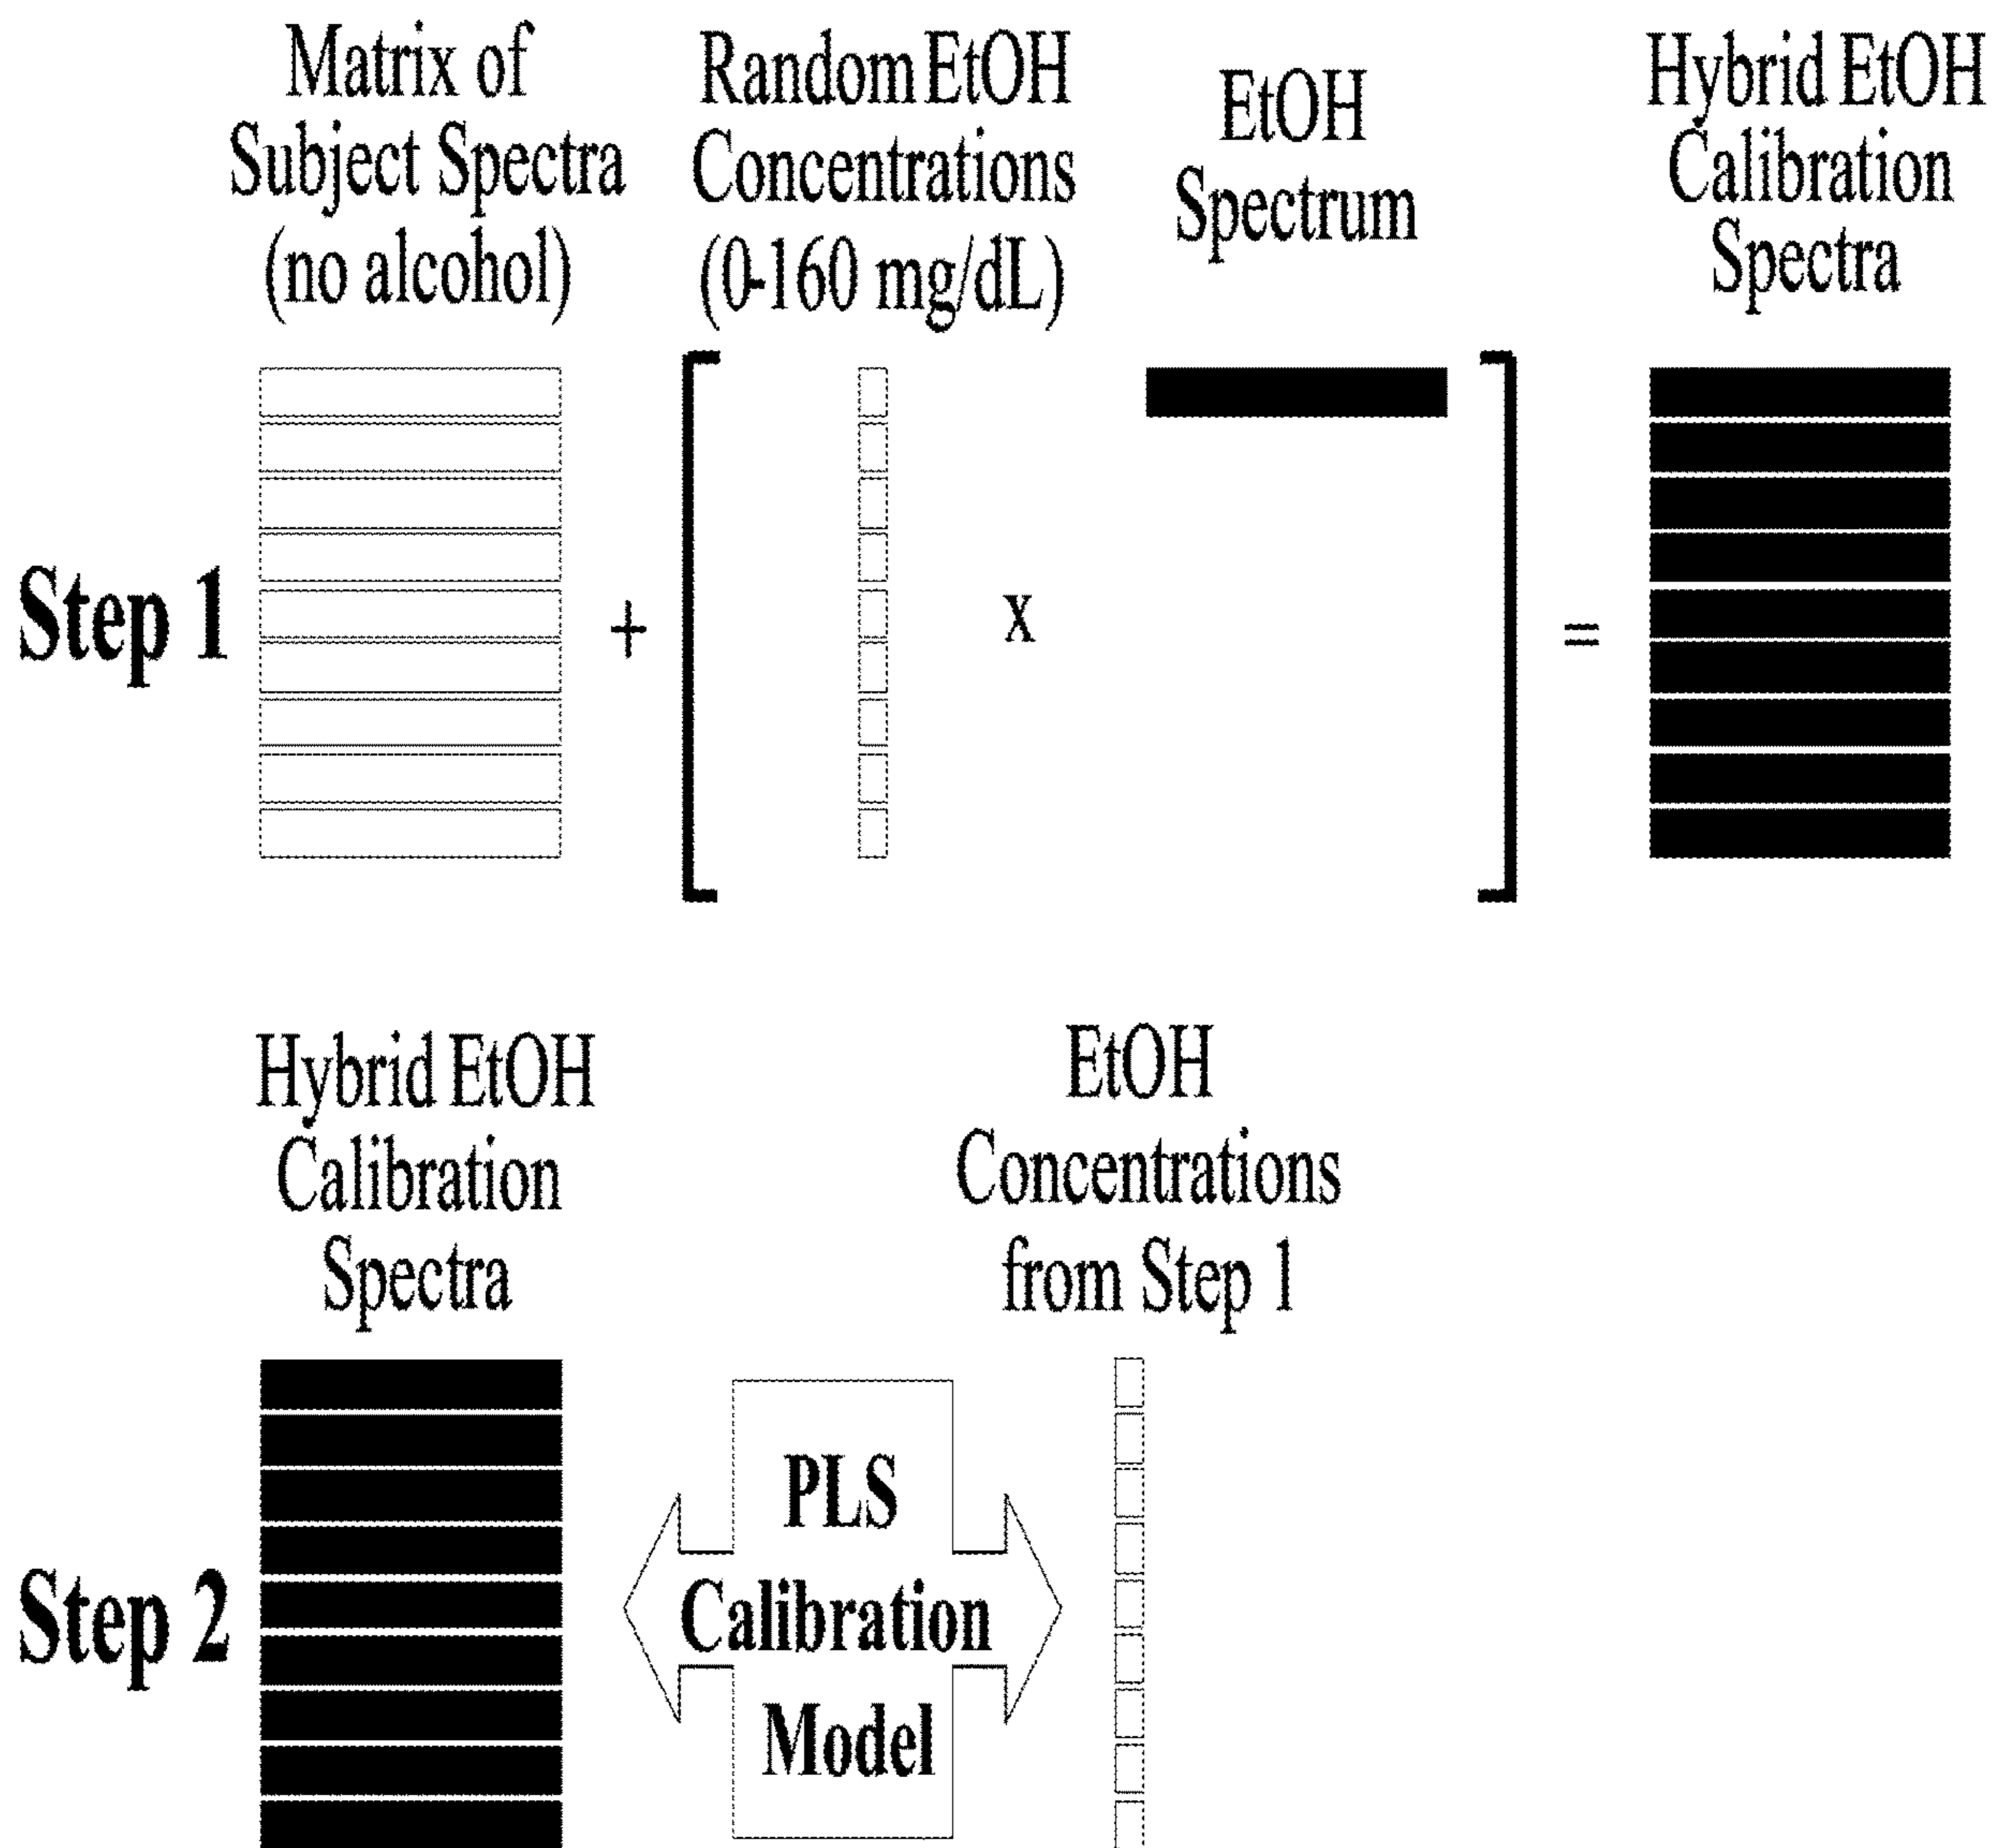 Matrix of
Subject Spectra
(no alcohol)
Random EtOH
Concentrations
(0-160 mg/dL)
EtOH
Spectrum
Hybrid EtOH
Calibration
Spectra
Step 1
+
x
=
Hybrid EtOH
Calibration
Spectra
EtOH
Concentrations
from Step 1
Step 2
PLS
Calibration
Model